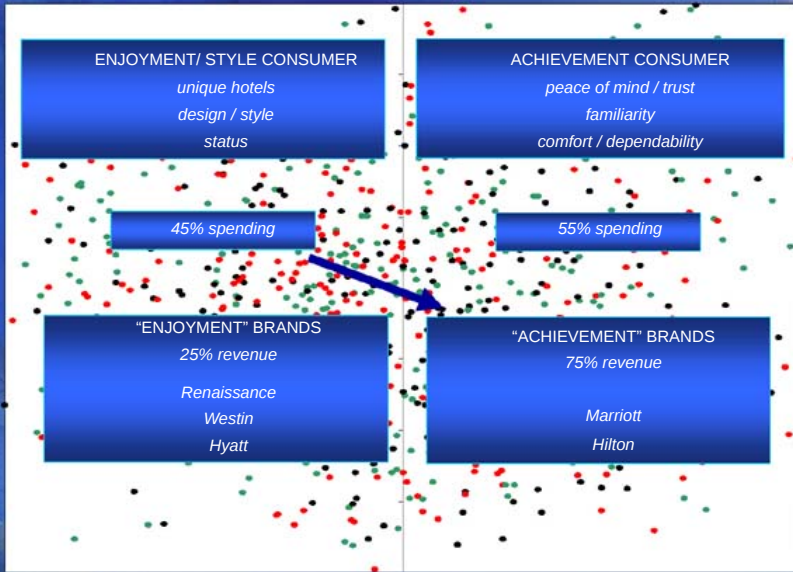 ENJOYMENT/ STYLE CONSUMER
unique hotels
design / style
status
ACHIEVEMENT CONSUMER
peace of mind / trust
familiarity
comfort / dependability
45% spending
55% spending
“ENJOYMENT” BRANDS
25% revenue
Renaissance
Westin
Hyatt
“ACHIEVEMENT” BRANDS
75% revenue
Marriott
Hilton